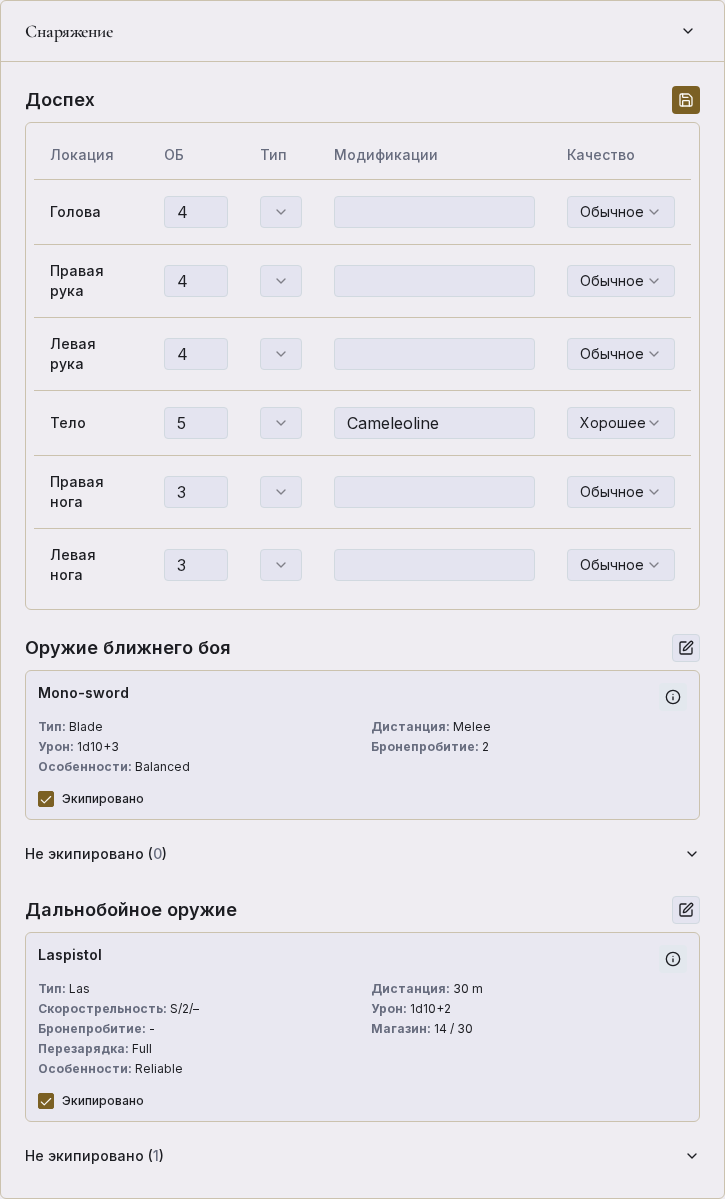 Снаряжение
Доспех
Локация ОБ Тип Модификации Качество
Голова 4 Обычное
Правая
рука 4 Обычное
Левая
рука 4 Обычное
Тело 5 Cameleoline Хорошее
Правая
нога 3 Обычное
Левая
нога 3 Обычное
Оружие ближнего боя
Mono-sword
Тип: Blade Дистанция: Melee
Урон: 1d10+3 Бронепробитие: 2
Особенности: Balanced
Экипировано
Не экипировано (0)
Дальнобойное оружие
Laspistol
Тип: Las Дистанция: 30 m
Скорострельность: S/2/– Урон: 1d10+2
Бронепробитие: - Магазин: 14 / 30
Перезарядка: Full
Особенности: Reliable
Экипировано
Не экипировано (1)